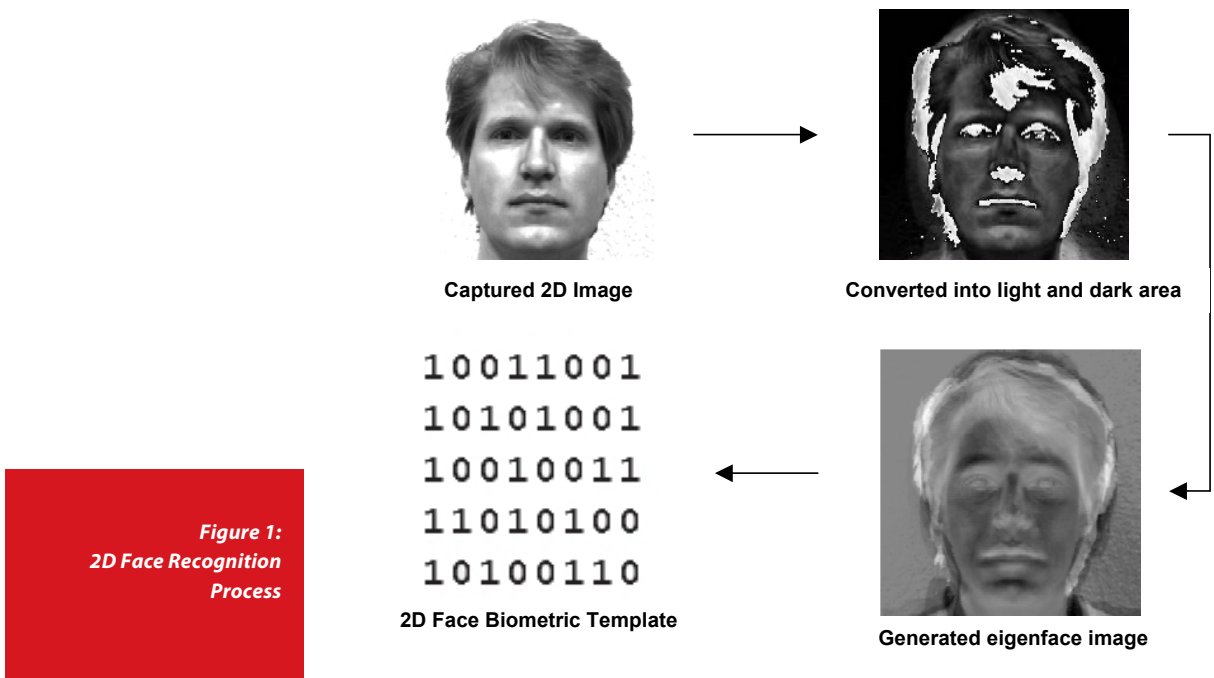 Captured 2D Image
Converted into light and dark area
10011001
10101001
10010011
11010100
10100110
2D Face Biometric Template
Generated eigenface image
Figure 1:
2D Face Recognition
Process